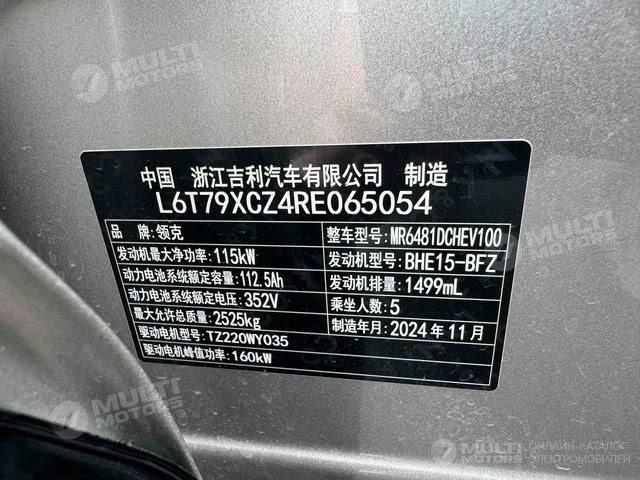 MULTI MOTORS
MULTI MOTORS
中国 浙江吉利汽车有限公司 制造
L6T79XCZ4RE065054
品牌:领克 整车型号:MR6481DCHEV100
发动机最大净功率:115kW 发动机型号:BHE15-BFZ
动力电池系统额定容量:112.5Ah 发动机排量:1499mL
动力电池系统额定电压:352V 乘坐人数:5
最大允许总质量:2525kg 制造年月:2024年11月
驱动电机型号:TZ220WY035
驱动电机峰值功率:160kW
MULTI MOTORS
MULTI MOTORS
ОНЛАЙН-КАТАЛОГ
ЭЛЕКТРОМОБИЛЕЙ